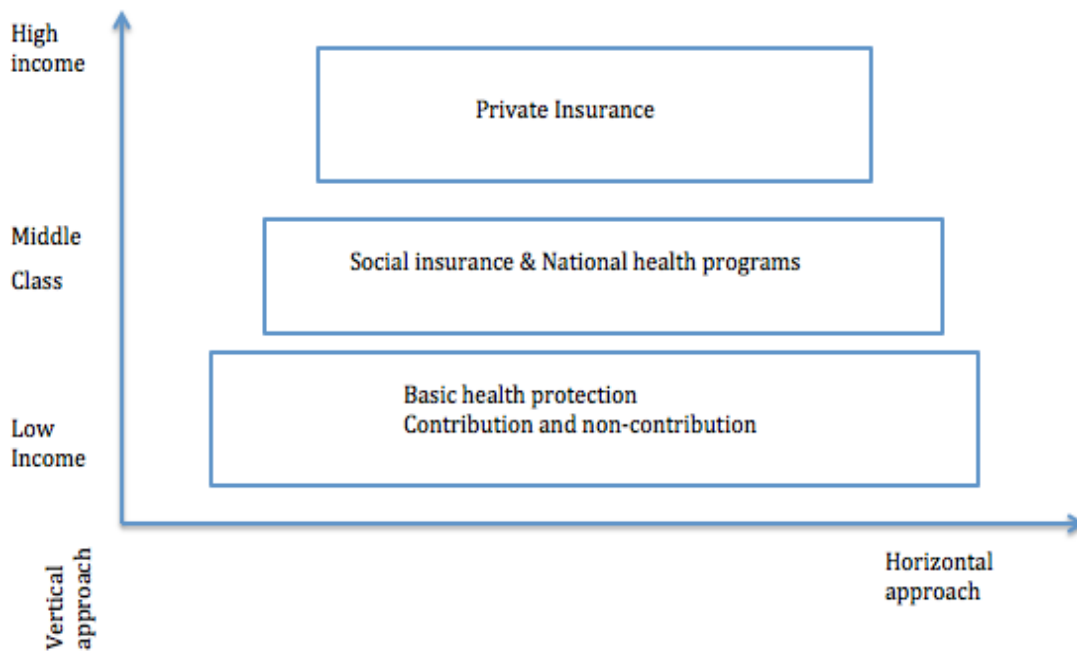 High
income
Private Insurance
Middle
Class
Social insurance & National health programs
Basic health protection
Contribution and non-contribution
Low
Income
Vertical
approach
Horizontal
approach